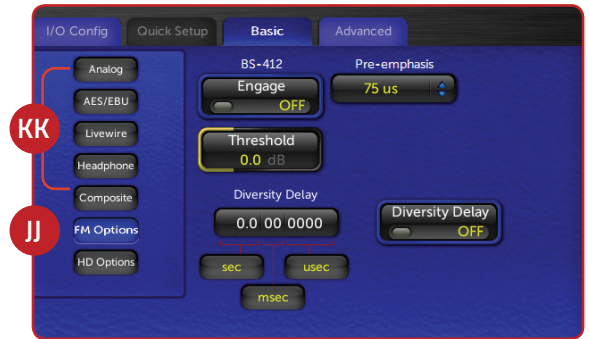 I/O Config Quick Setup Basic Advanced
KK
JJ
Analog
AES/EBU
Livewire
Headphone
Composite
FM Options
HD Options
BS-412 Pre-emphasis
Engage
OFF
75 us
Threshold
0.0 dB
Diversity Delay
0.0 00 0000
sec usec
msec
Diversity Delay
OFF